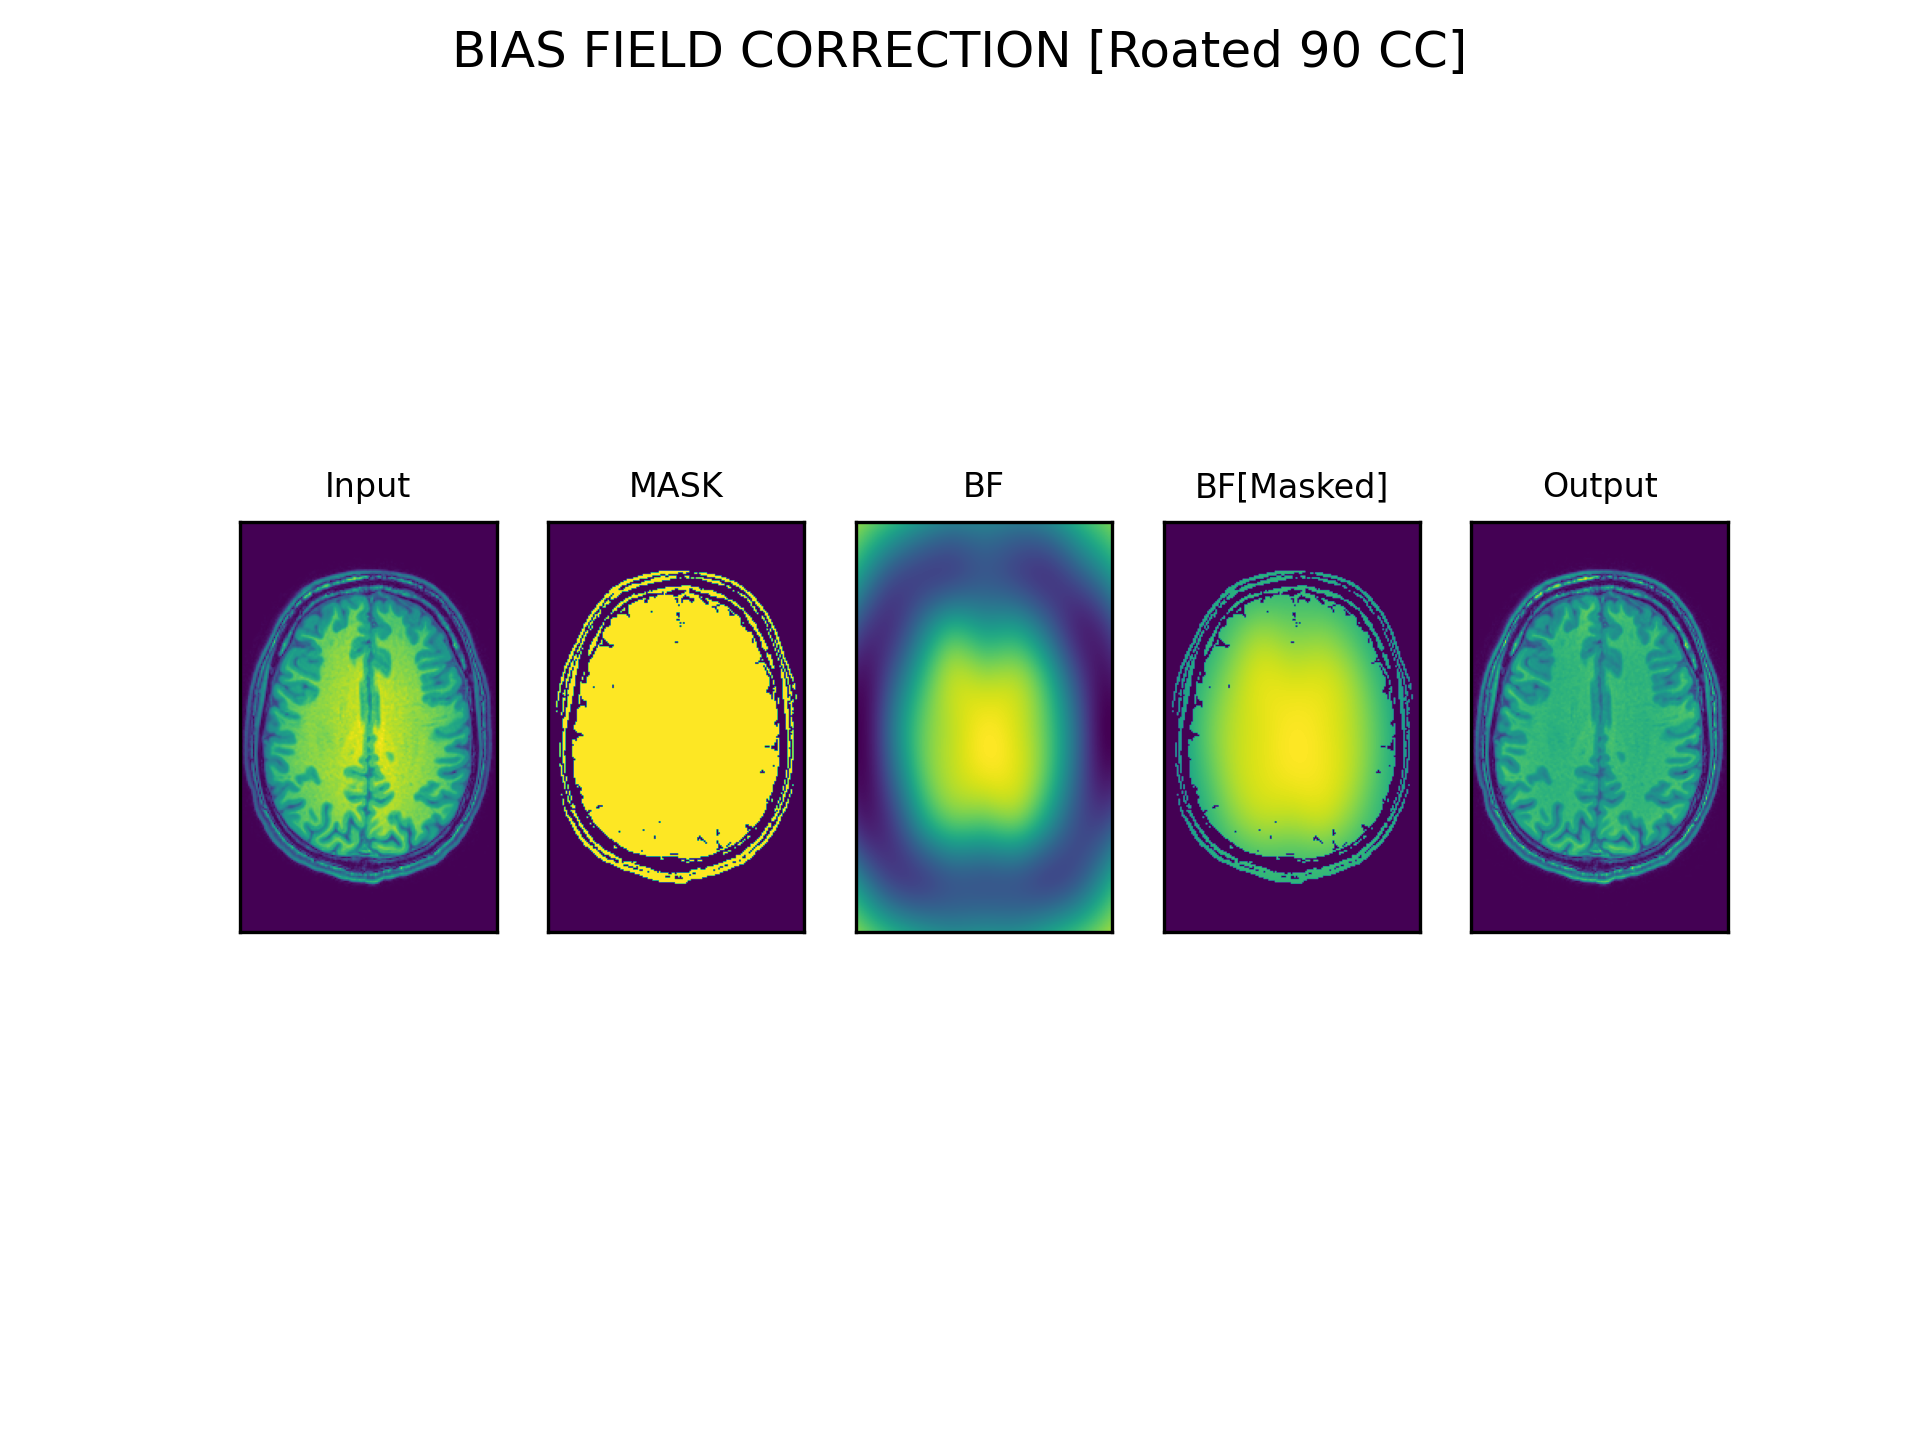 BIAS FIELD CORRECTION [Roated 90 CC]
Input
MASK
BF
BF[Masked]
Output